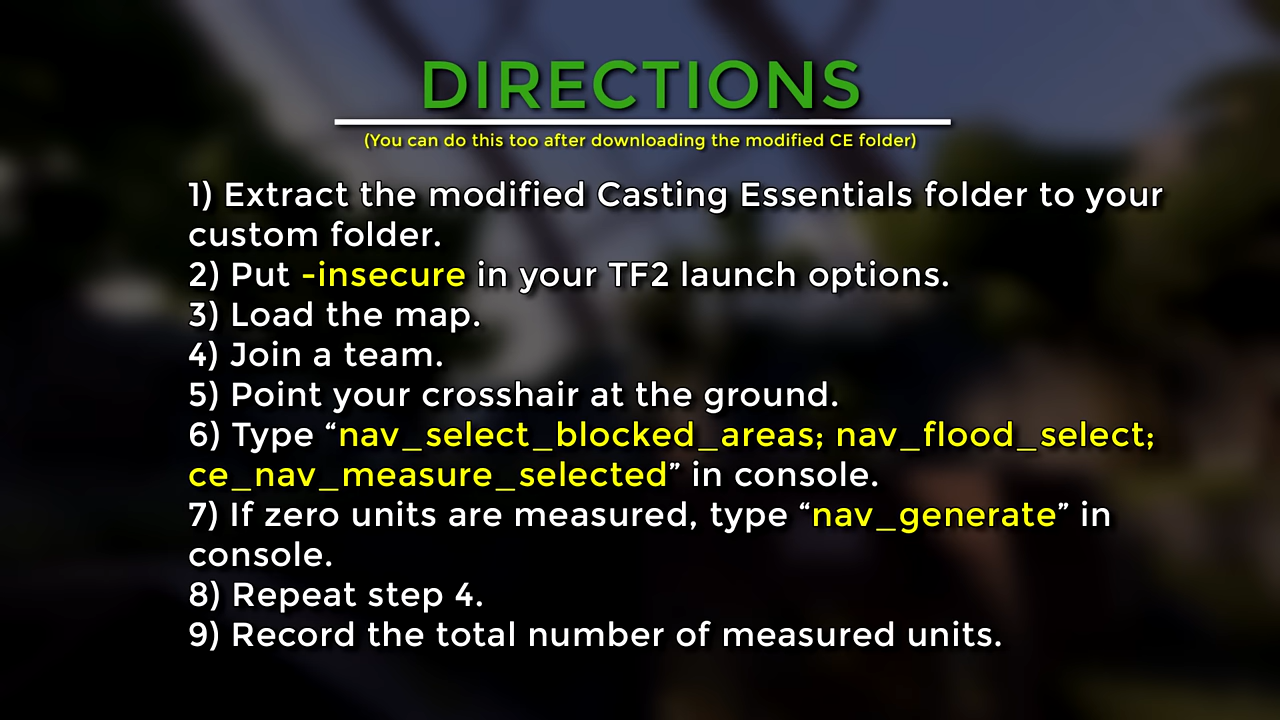 DIRECTIONS
(You can do this too after downloading the modified CE folder)
1) Extract the modified Casting Essentials folder to your
custom folder.
2) Put -insecure in your TF2 launch options.
3) Load the map.
4) Join a team.
5) Point your crosshair at the ground.
6) Type “nav_select_blocked_areas; nav_flood_select;
ce_nav_measure_selected” in console.
7) If zero units are measured, type “nav_generate” in
console.
8) Repeat step 4.
9) Record the total number of measured units.